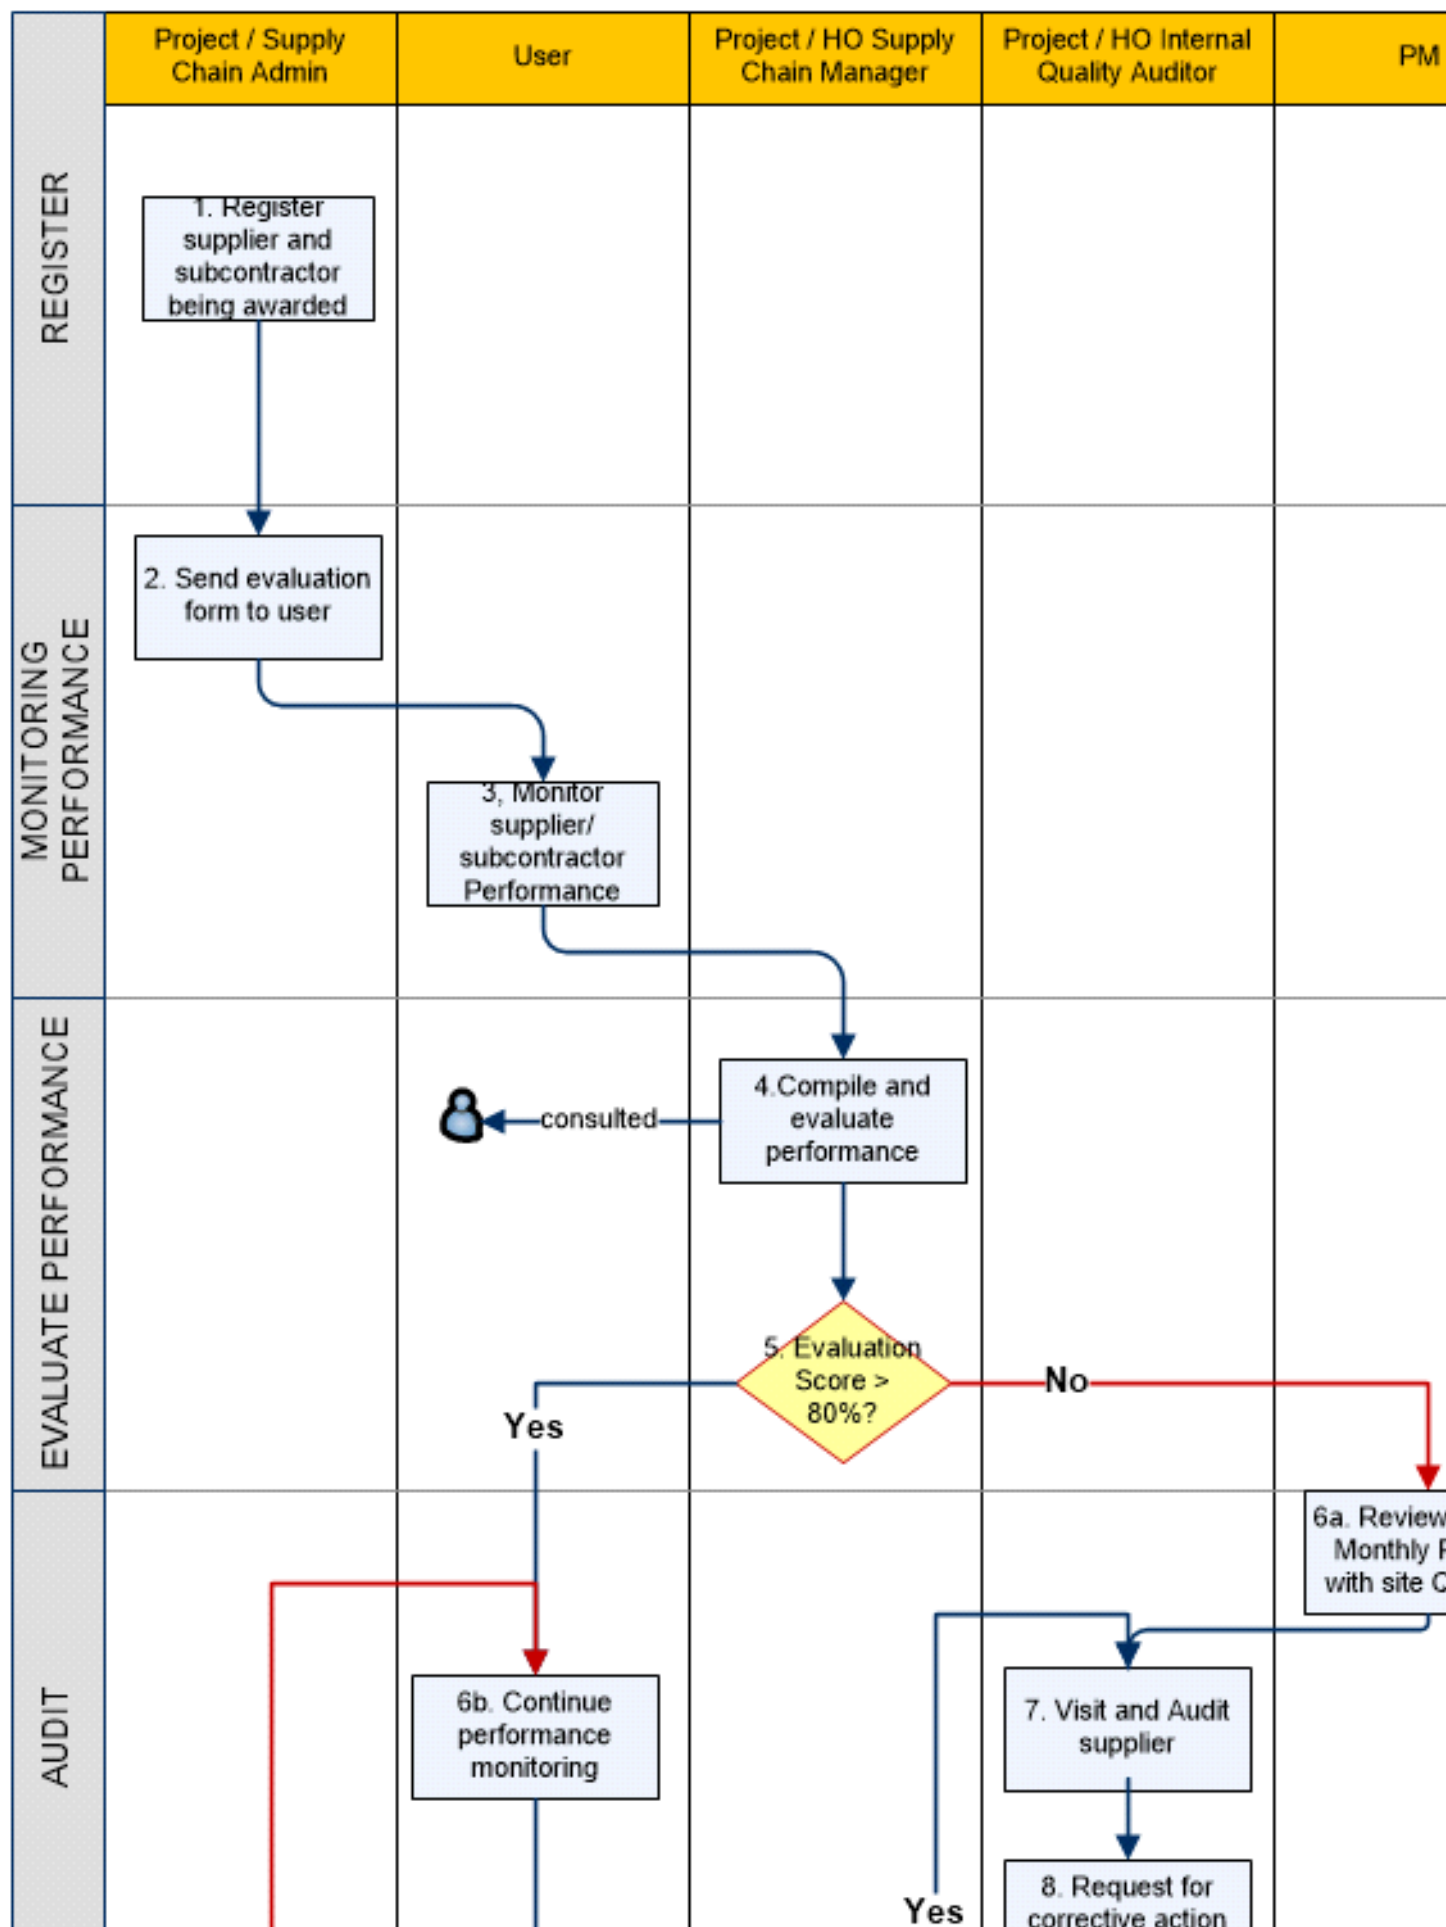 Project / Supply
Chain Admin
User
Project / HO Supply
Chain Manager
Project / HO Internal
Quality Auditor
PM
REGISTER
1. Register
supplier and
subcontractor
being awarded
MONITORING
PERFORMANCE
2. Send evaluation
form to user
3, Monitor
supplier/
subcontractor
Performance
EVALUATE PERFORMANCE
4.Compile and
evaluate
performance
consulted
5. Evaluation
Score >
80%?
No
Yes
AUDIT
6a. Review
Monthly
with site
6b. Continue
performance
monitoring
7. Visit and Audit
supplier
8. Request for
corrective action
Yes